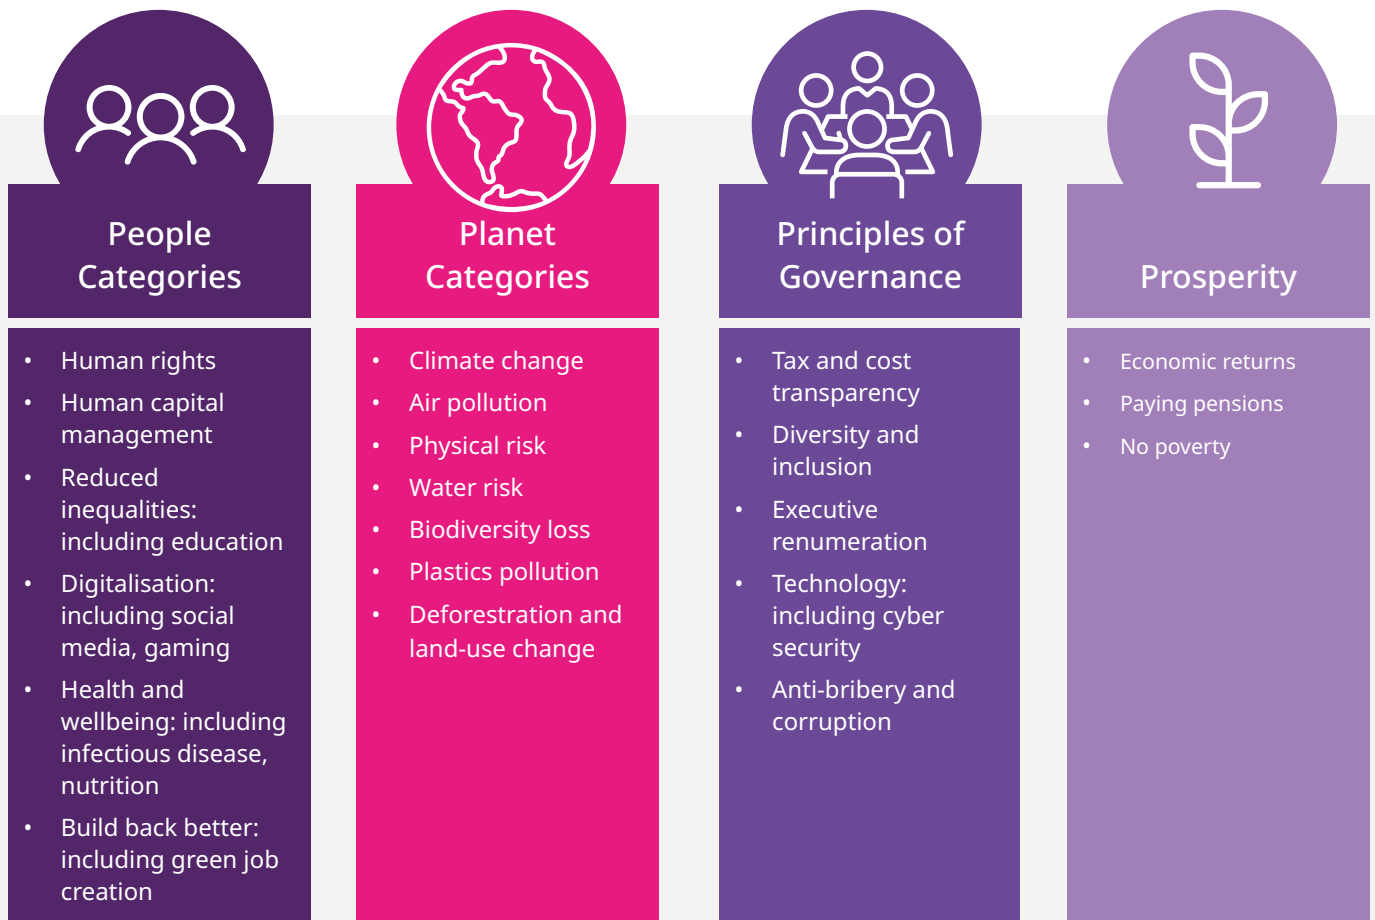 People
Categories
• Human rights
• Human capital
management
• Reduced
inequalities:
including education
• Digitalisation:
including social
media, gaming
• Health and
wellbeing: including
infectious disease,
nutrition
• Build back better:
including green job
creation
Planet
Categories
• Climate change
• Air pollution
• Physical risk
• Water risk
• Biodiversity loss
• Plastics pollution
• Deforestration and
land-use change
Principles of
Governance
• Tax and cost
transparency
• Diversity and
inclusion
• Executive
renumeration
• Technology:
including cyber
security
• Anti-bribery and
corruption
Prosperity
• Economic returns
• Paying pensions
• No poverty